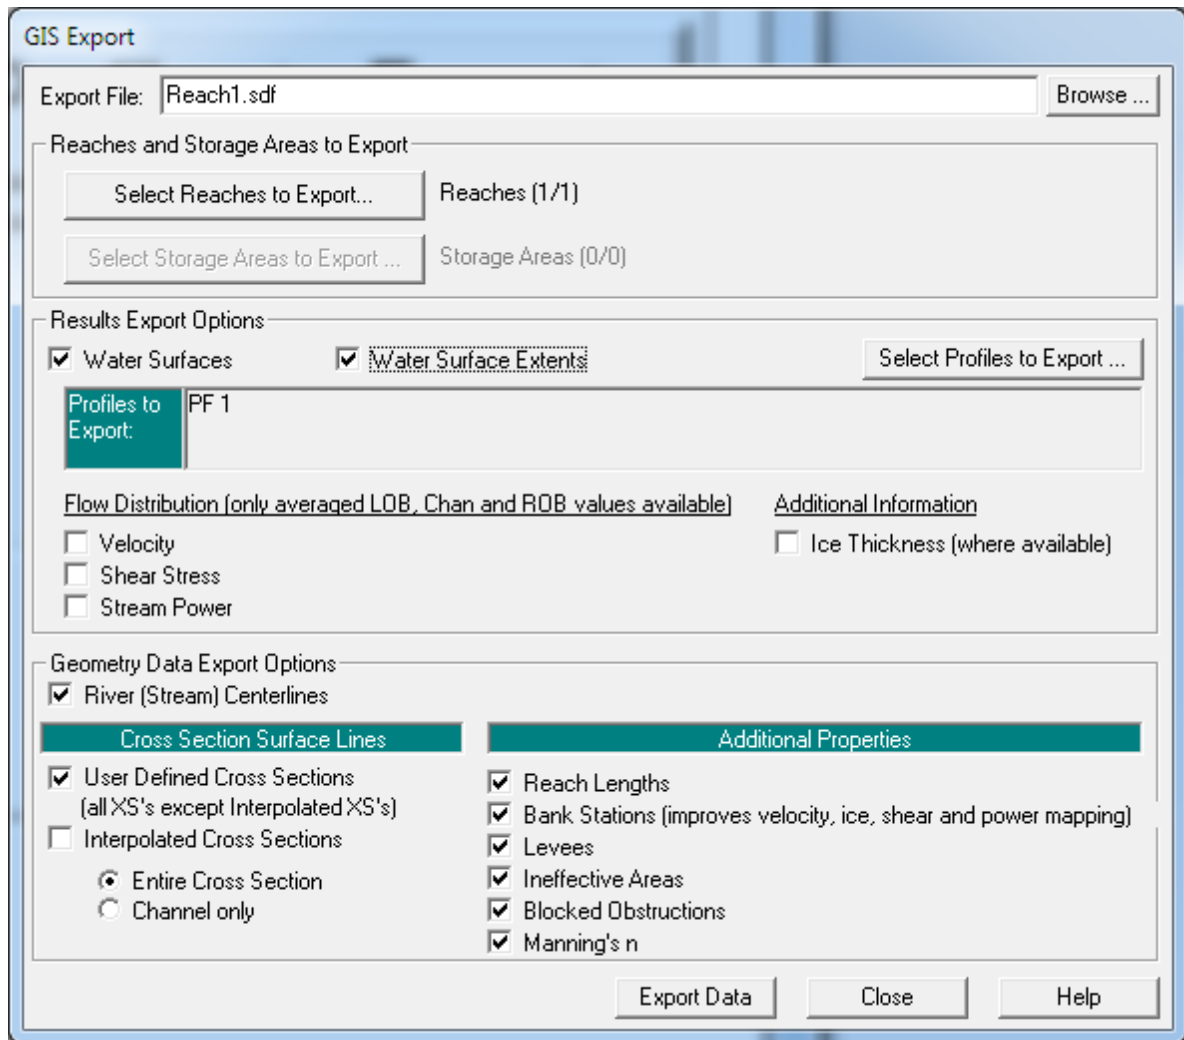 GIS Export
Export File: Reach1.sdf Browse ...
Reaches and Storage Areas to Export
Select Reaches to Export... Reaches (1/1)
Select Storage Areas to Export ... Storage Areas (0/0)
Results Export Options
Water Surfaces Water Surface Extents Select Profiles to Export ...
Profiles to Export: PF 1
Flow Distribution (only averaged LOB, Chan and ROB values available) Additional Information
Velocity Ice Thickness (where available)
Shear Stress
Stream Power
Geometry Data Export Options
River (Stream) Centerlines
Cross Section Surface Lines Additional Properties
User Defined Cross Sections Reach Lengths
(all XS's except Interpolated XS's) Bank Stations (improves velocity, ice, shear and power mapping)
Interpolated Cross Sections Levees
Entire Cross Section Ineffective Areas
Channel only Blocked Obstructions
Manning's n
Export Data Close Help